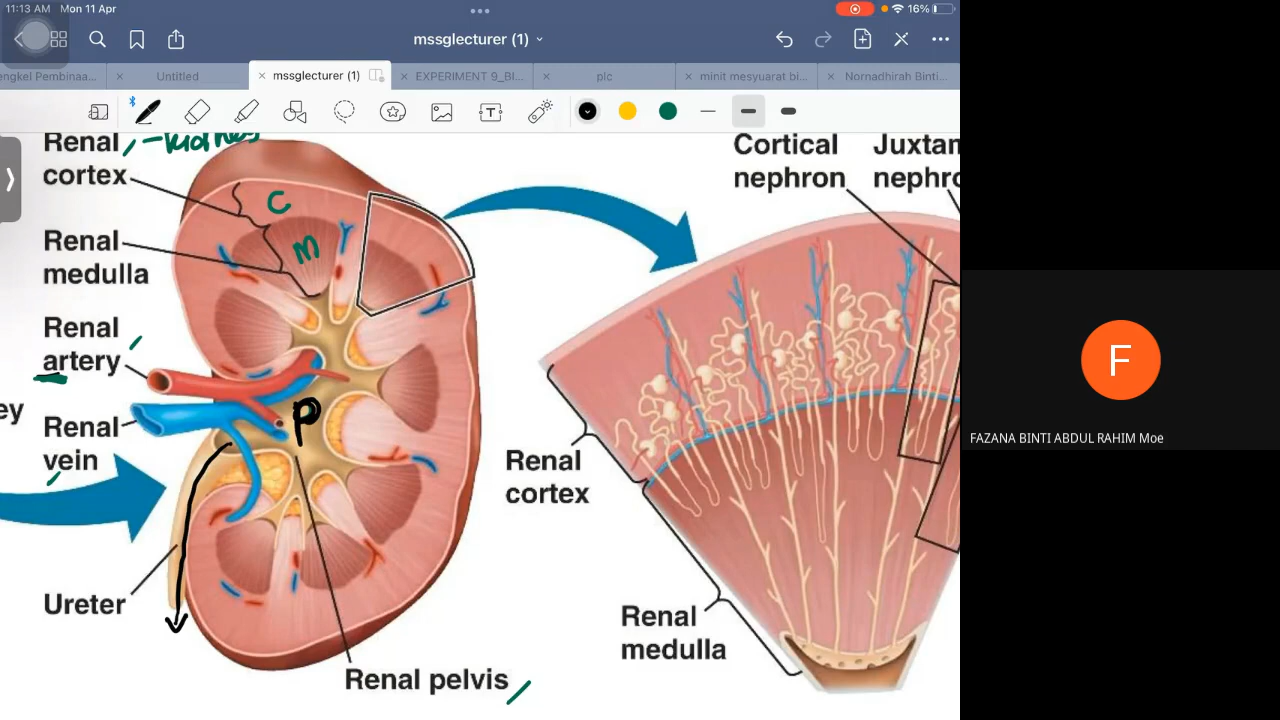 11:13 AM Mon 11 Apr
16%
mssglecturer (1)
engkel Pembinaa...
Untitled
mssglecturer (1)
EXPERIMENT 9_BI...
plc
minit mesyuarat bi...
Nornadhirah Binti...
T
Renal
cortex
- kidney
Renal
medulla
Renal
artery
ey
Renal
vein
Ureter
C
M
P
Renal pelvis
Cortical
nephron
Juxtam
nephro
Renal
cortex
Renal
medulla
F
FAZANA BINTI ABDUL RAHIM Moe